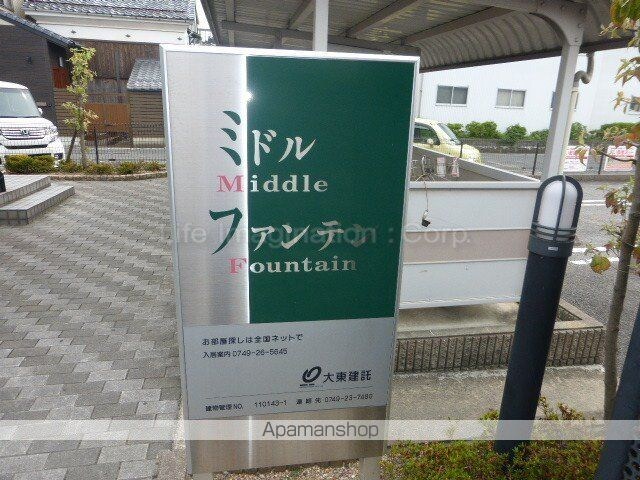 ミドル
Middle
ファンテン
Fountain
Life Imagination : Corp.
お部屋探しは全国ネットで
入居案内 0749-26-5645
大東建託
建物管理NO. 110143-1 連絡先 0749-23-7480
Apamanshop